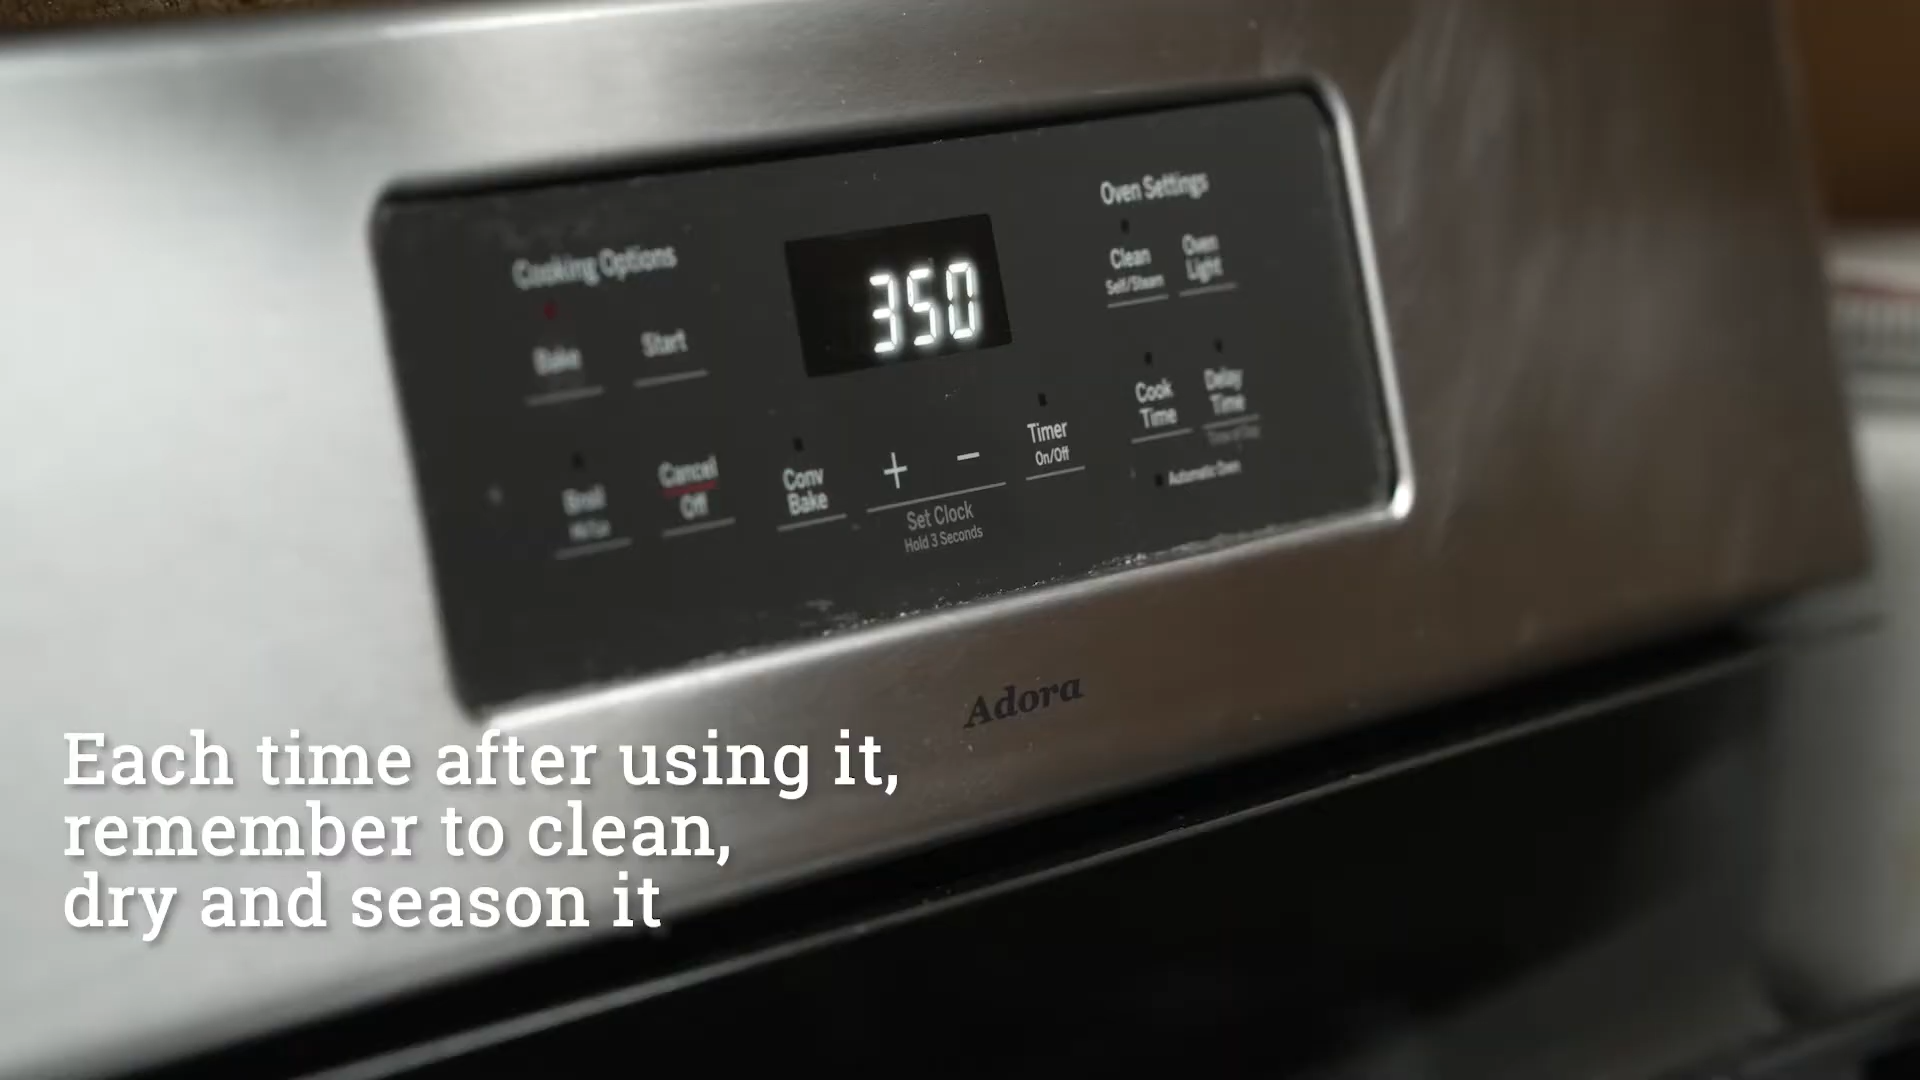 Cooking Options
Bake
Start
Cancel
Off
Conv
Bake
350
+ −
Set Clock
Hold 3 Seconds
Timer
On/Off
Oven Settings
Clean
Self/Steam
Oven
Light
Cook
Time
Delay
Time
Automatic Oven
Adora
Each time after using it,
remember to clean,
dry and season it